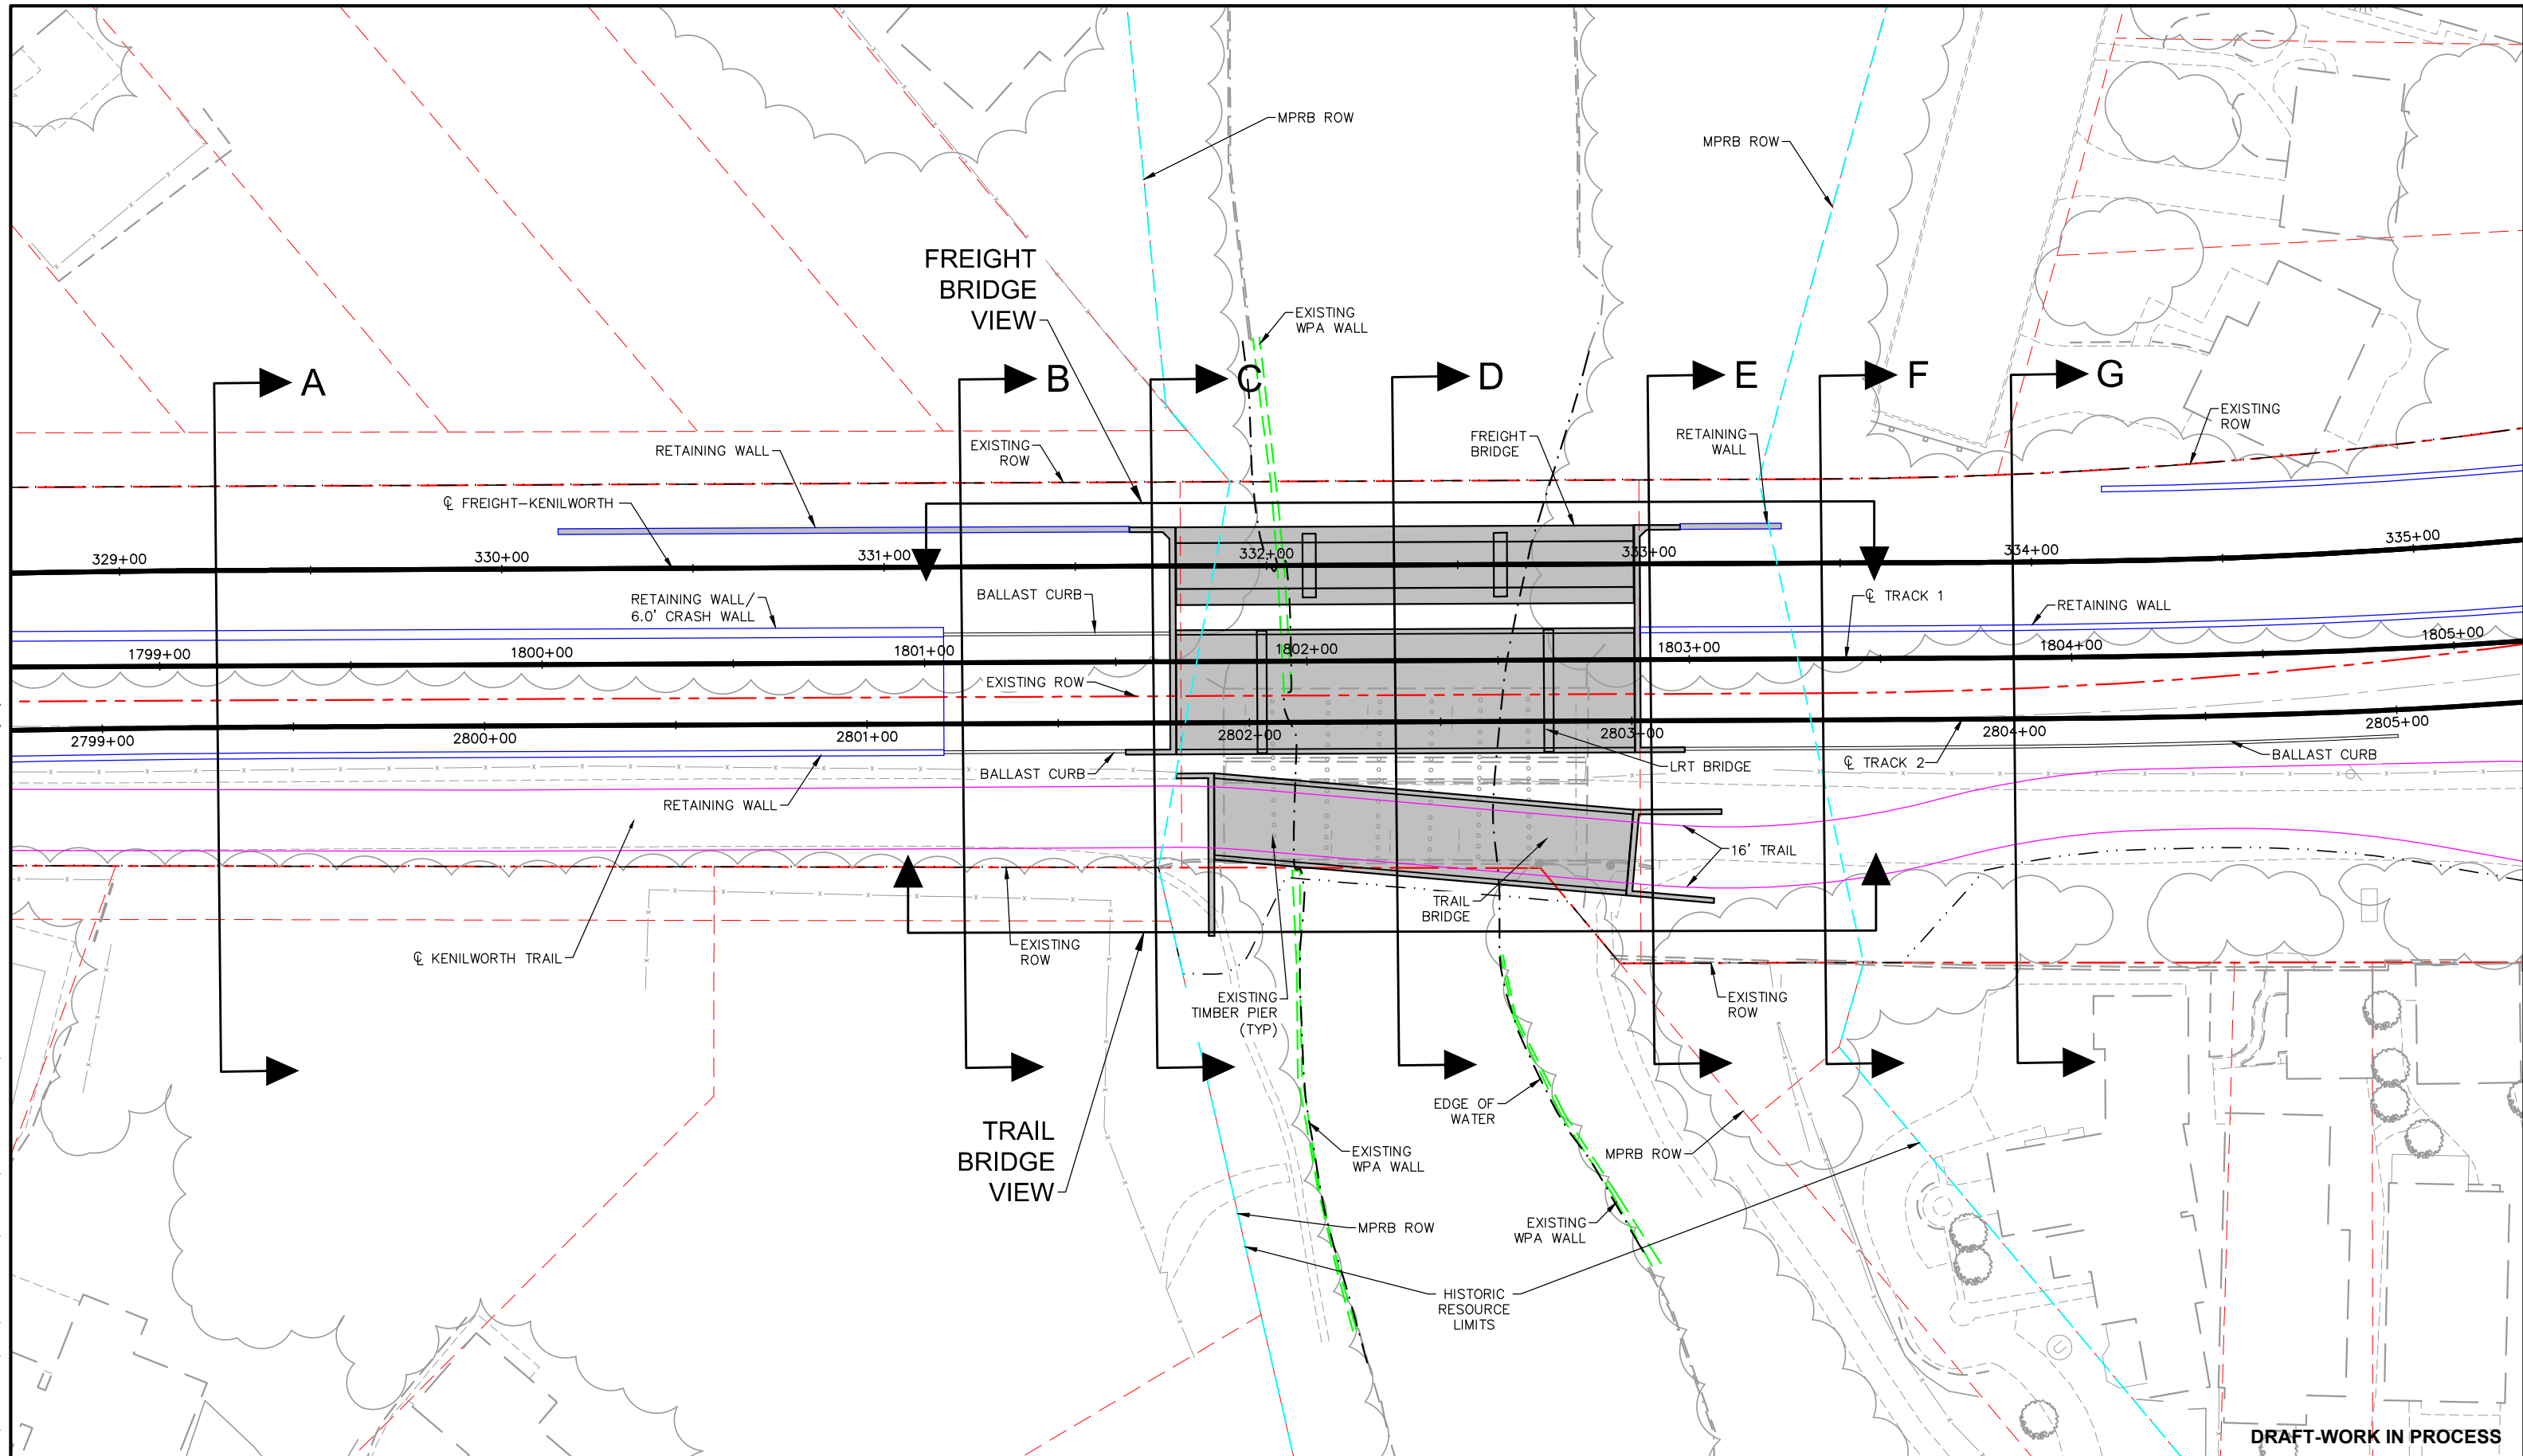 MPRB ROW
MPRB ROW
FREIGHT
BRIDGE
VIEW
EXISTING
WPA WALL
A
B
C
D
E
F
G
EXISTING
ROW
RETAINING WALL
EXISTING
ROW
FREIGHT
BRIDGE
RETAINING
WALL
℄ FREIGHT-KENILWORTH
329+00
330+00
331+00
332+00
333+00
334+00
335+00
RETAINING WALL/
6.0' CRASH WALL
BALLAST CURB
℄ TRACK 1
RETAINING WALL
1799+00
1800+00
1801+00
1802+00
1803+00
1804+00
1805+00
EXISTING ROW
2799+00
2800+00
2801+00
2802+00
2803+00
2804+00
2805+00
BALLAST CURB
LRT BRIDGE
℄ TRACK 2
BALLAST CURB
RETAINING WALL
16' TRAIL
TRAIL
BRIDGE
℄ KENILWORTH TRAIL
EXISTING
ROW
EXISTING
TIMBER PIER
(TYP)
EXISTING
ROW
EDGE OF
WATER
TRAIL
BRIDGE
VIEW
EXISTING
WPA WALL
MPRB ROW
MPRB ROW
EXISTING
WPA WALL
HISTORIC
RESOURCE
LIMITS
DRAFT-WORK IN PROCESS